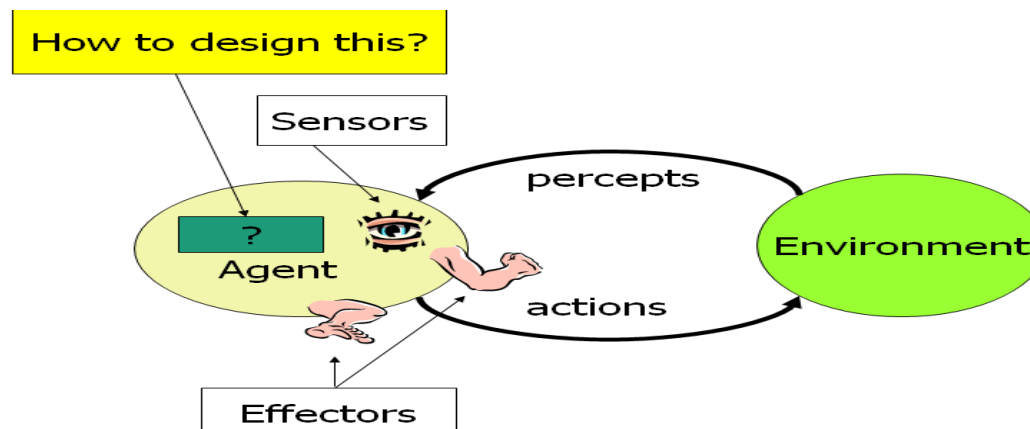 How to design this?
Sensors
percepts
?
Environment
Agent
actions
Effectors